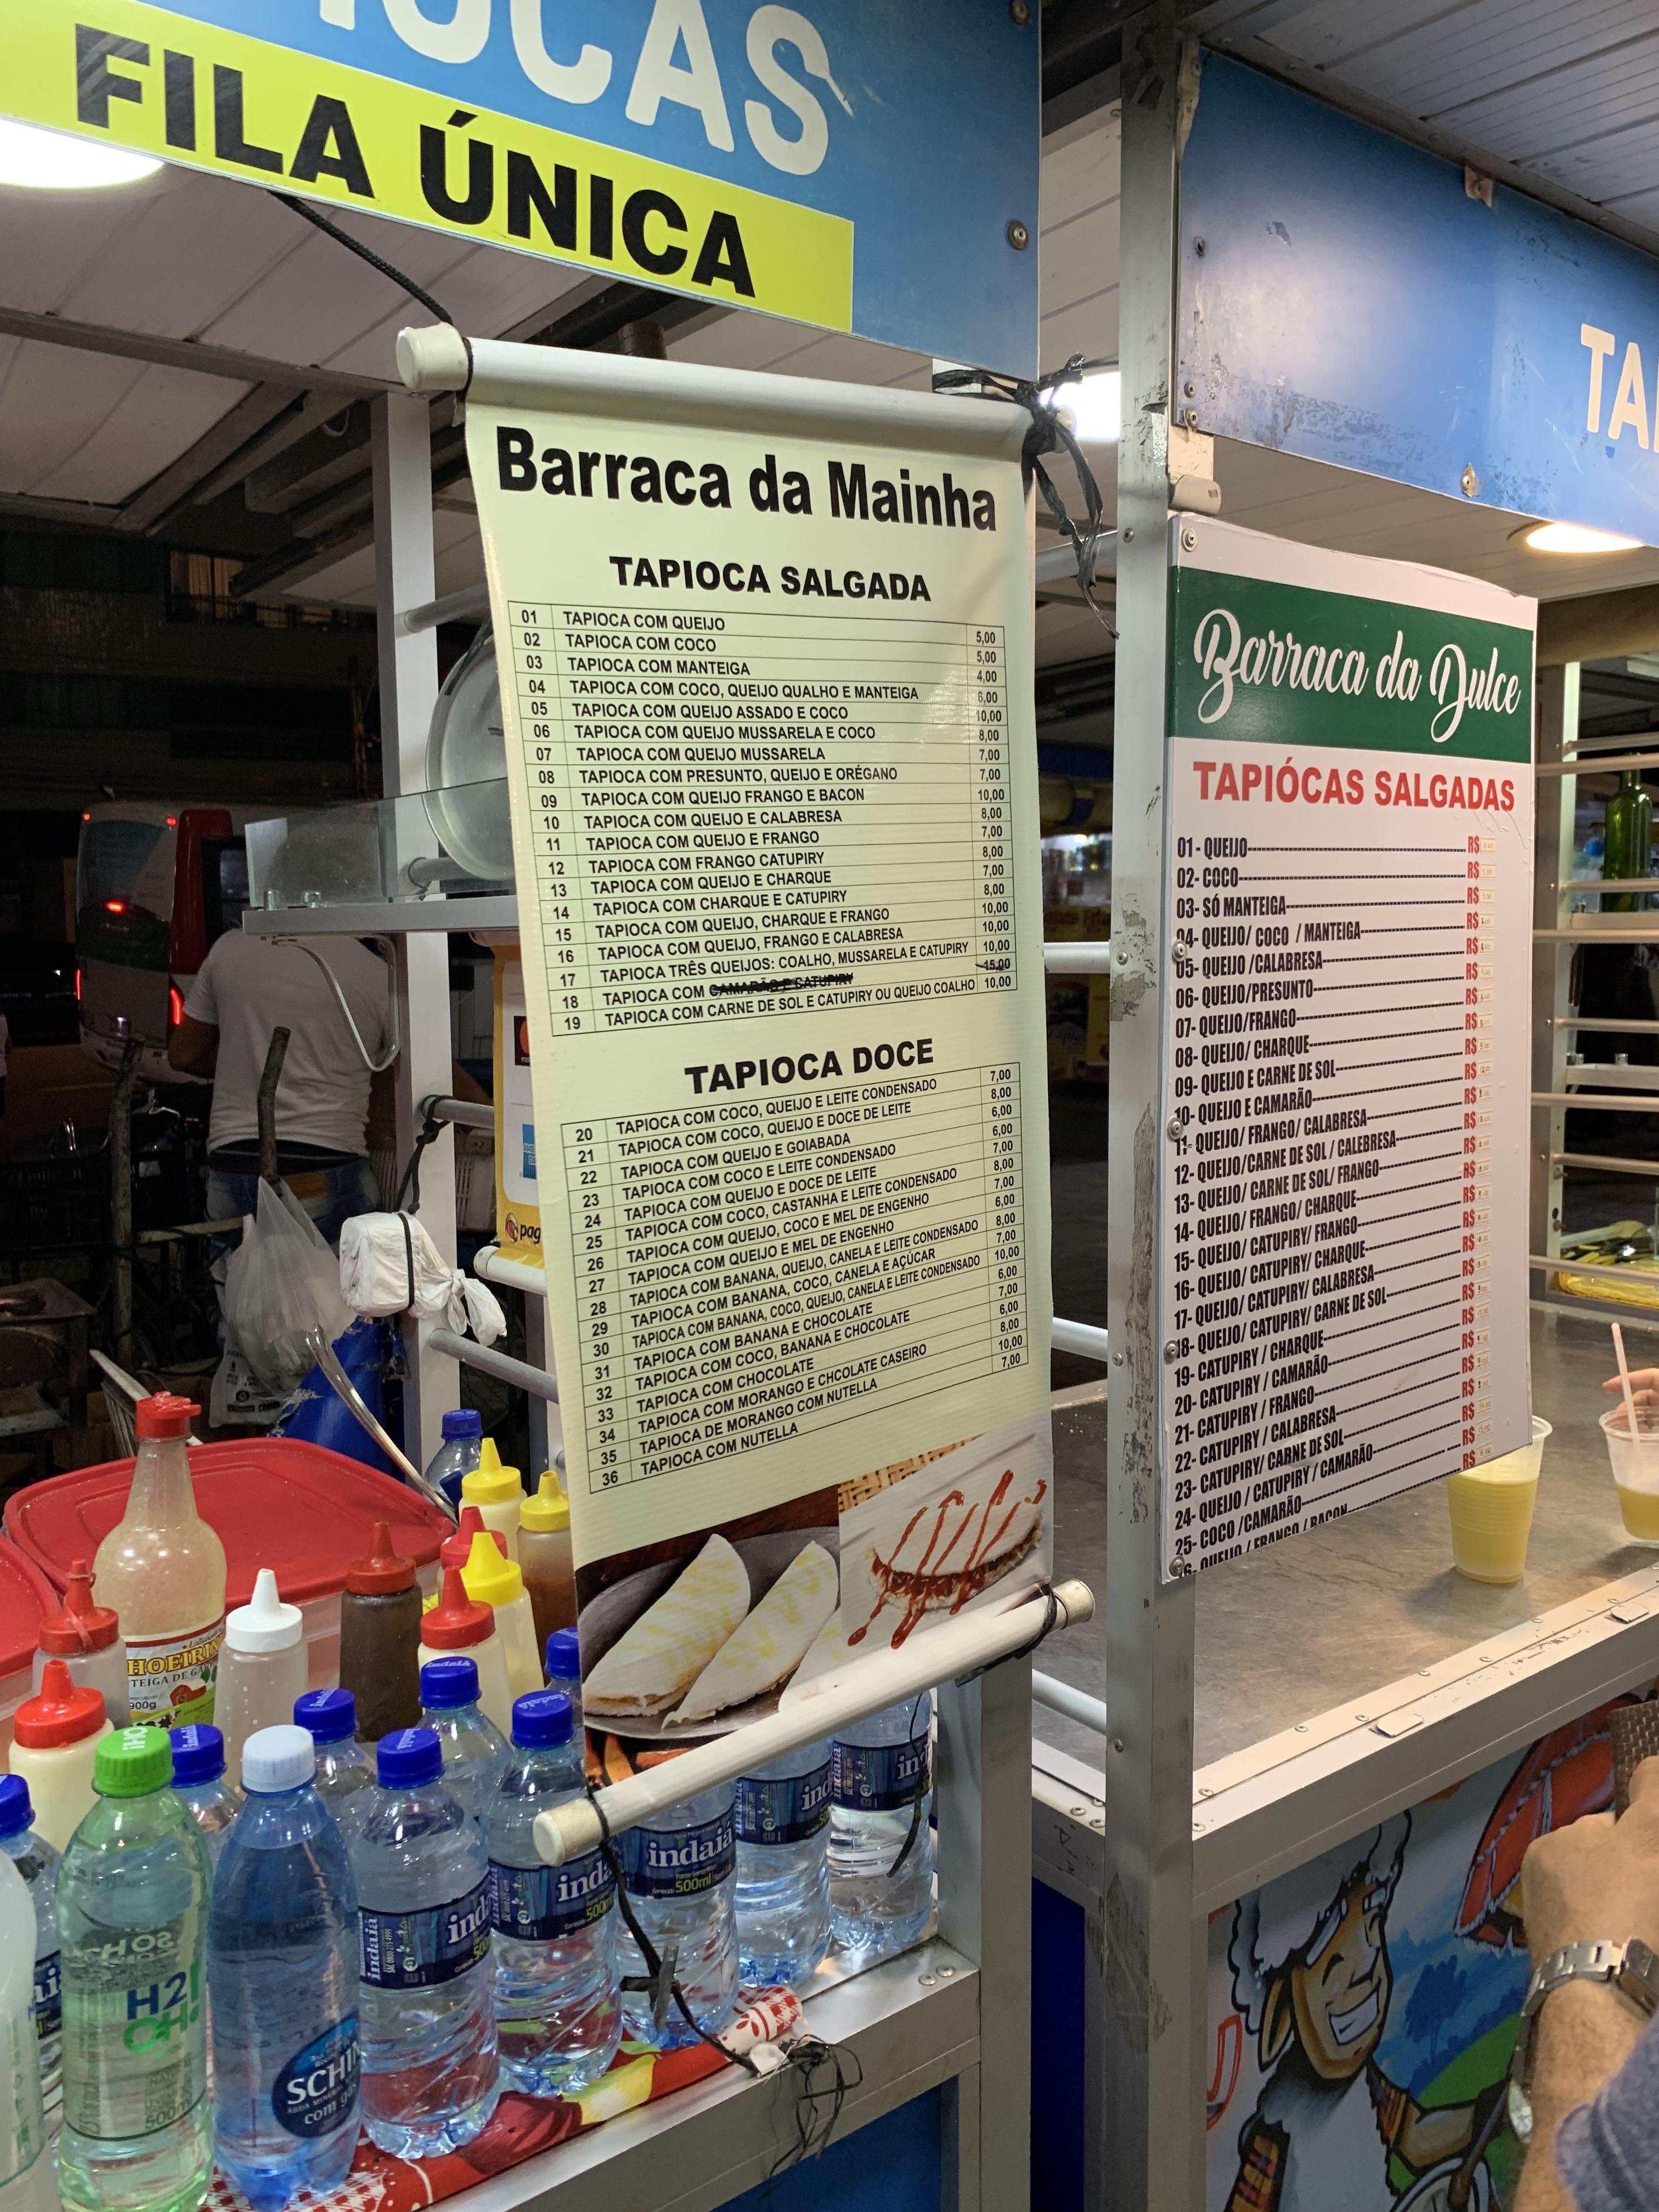 IOCAS
FILA ÚNICA
Barraca da Mainha
TAPIOCA SALGADA
01 TAPIOCA COM QUEIJO 5,00
02 TAPIOCA COM COCO 5,00
03 TAPIOCA COM MANTEIGA 4,00
04 TAPIOCA COM COCO, QUEIJO QUALHO E MANTEIGA 6,00
05 TAPIOCA COM QUEIJO ASSADO E COCO 10,00
06 TAPIOCA COM QUEIJO MUSSARELA E COCO 8,00
07 TAPIOCA COM QUEIJO MUSSARELA 7,00
08 TAPIOCA COM PRESUNTO, QUEIJO E ORÉGANO 7,00
09 TAPIOCA COM QUEIJO FRANGO E BACON 10,00
10 TAPIOCA COM QUEIJO E CALABRESA 8,00
11 TAPIOCA COM QUEIJO E FRANGO 7,00
12 TAPIOCA COM FRANGO CATUPIRY 8,00
13 TAPIOCA COM QUEIJO E CHARQUE 7,00
14 TAPIOCA COM CHARQUE E CATUPIRY 8,00
15 TAPIOCA COM QUEIJO, CHARQUE E FRANGO 10,00
16 TAPIOCA COM QUEIJO, FRANGO E CALABRESA 10,00
17 TAPIOCA TRÊS QUEIJOS: COALHO, MUSSARELA E CATUPIRY 10,00
18 TAPIOCA COM CAMARÃO E CATUPIRY 15,00
19 TAPIOCA COM CARNE DE SOL E CATUPIRY OU QUEIJO COALHO 10,00
TAPIOCA DOCE
20 TAPIOCA COM COCO, QUEIJO E LEITE CONDENSADO 7,00
21 TAPIOCA COM COCO, QUEIJO E DOCE DE LEITE 8,00
22 TAPIOCA COM QUEIJO E GOIABADA 6,00
23 TAPIOCA COM COCO E LEITE CONDENSADO 6,00
24 TAPIOCA COM QUEIJO E DOCE DE LEITE 7,00
25 TAPIOCA COM COCO, CASTANHA E LEITE CONDENSADO 8,00
26 TAPIOCA COM QUEIJO, COCO E MEL DE ENGENHO 7,00
27 TAPIOCA COM QUEIJO E MEL DE ENGENHO 6,00
28 TAPIOCA COM BANANA, QUEIJO, CANELA E LEITE CONDENSADO 8,00
29 TAPIOCA COM BANANA, COCO, CANELA E AÇÚCAR 7,00
30 TAPIOCA COM BANANA, COCO, QUEIJO, CANELA E LEITE CONDENSADO 10,00
31 TAPIOCA COM BANANA E CHOCOLATE 6,00
32 TAPIOCA COM COCO, BANANA E CHOCOLATE 7,00
33 TAPIOCA COM CHOCOLATE 6,00
34 TAPIOCA COM MORANGO E CHCOLATE CASEIRO 8,00
35 TAPIOCA DE MORANGO COM NUTELLA 10,00
36 TAPIOCA COM NUTELLA 7,00
TA
Barraca da Dulce
TAPIÓCAS SALGADAS
01- QUEIJO R$
02- COCO R$
03- SÓ MANTEIGA R$
04- QUEIJO/ COCO / MANTEIGA R$
05- QUEIJO /CALABRESA R$
06- QUEIJO/PRESUNTO R$
07- QUEIJO/FRANGO R$
08- QUEIJO/ CHARQUE R$
09- QUEIJO E CARNE DE SOL R$
10- QUEIJO E CAMARÃO R$
11- QUEIJO/ FRANGO/ CALABRESA R$
12- QUEIJO/CARNE DE SOL / CALEBRESA R$
13- QUEIJO/ CARNE DE SOL/ FRANGO R$
14- QUEIJO/ FRANGO/ CHARQUE R$
15- QUEIJO/ CATUPIRY/ FRANGO R$
16- QUEIJO/ CATUPIRY/ CHARQUE R$
17- QUEIJO/ CATUPIRY/ CALABRESA R$
18- QUEIJO/ CATUPIRY/ CARNE DE SOL R$
19- CATUPIRY / CHARQUE R$
20- CATUPIRY / CAMARÃO R$
21- CATUPIRY / FRANGO R$
22- CATUPIRY / CALABRESA R$
23- CATUPIRY/ CARNE DE SOL R$
24- QUEIJO / CATUPIRY / CAMARÃO R$
25- COCO /CAMARÃO R$
6- QUEIJO / FRANGO / BACON
pag
HOEIRIN
TEIGA DE GA
900g
H2OH!
500ml
SCHIN
com gás
indaiá
indaiá
500ml
indaiá
500ml
indaiá
500ml